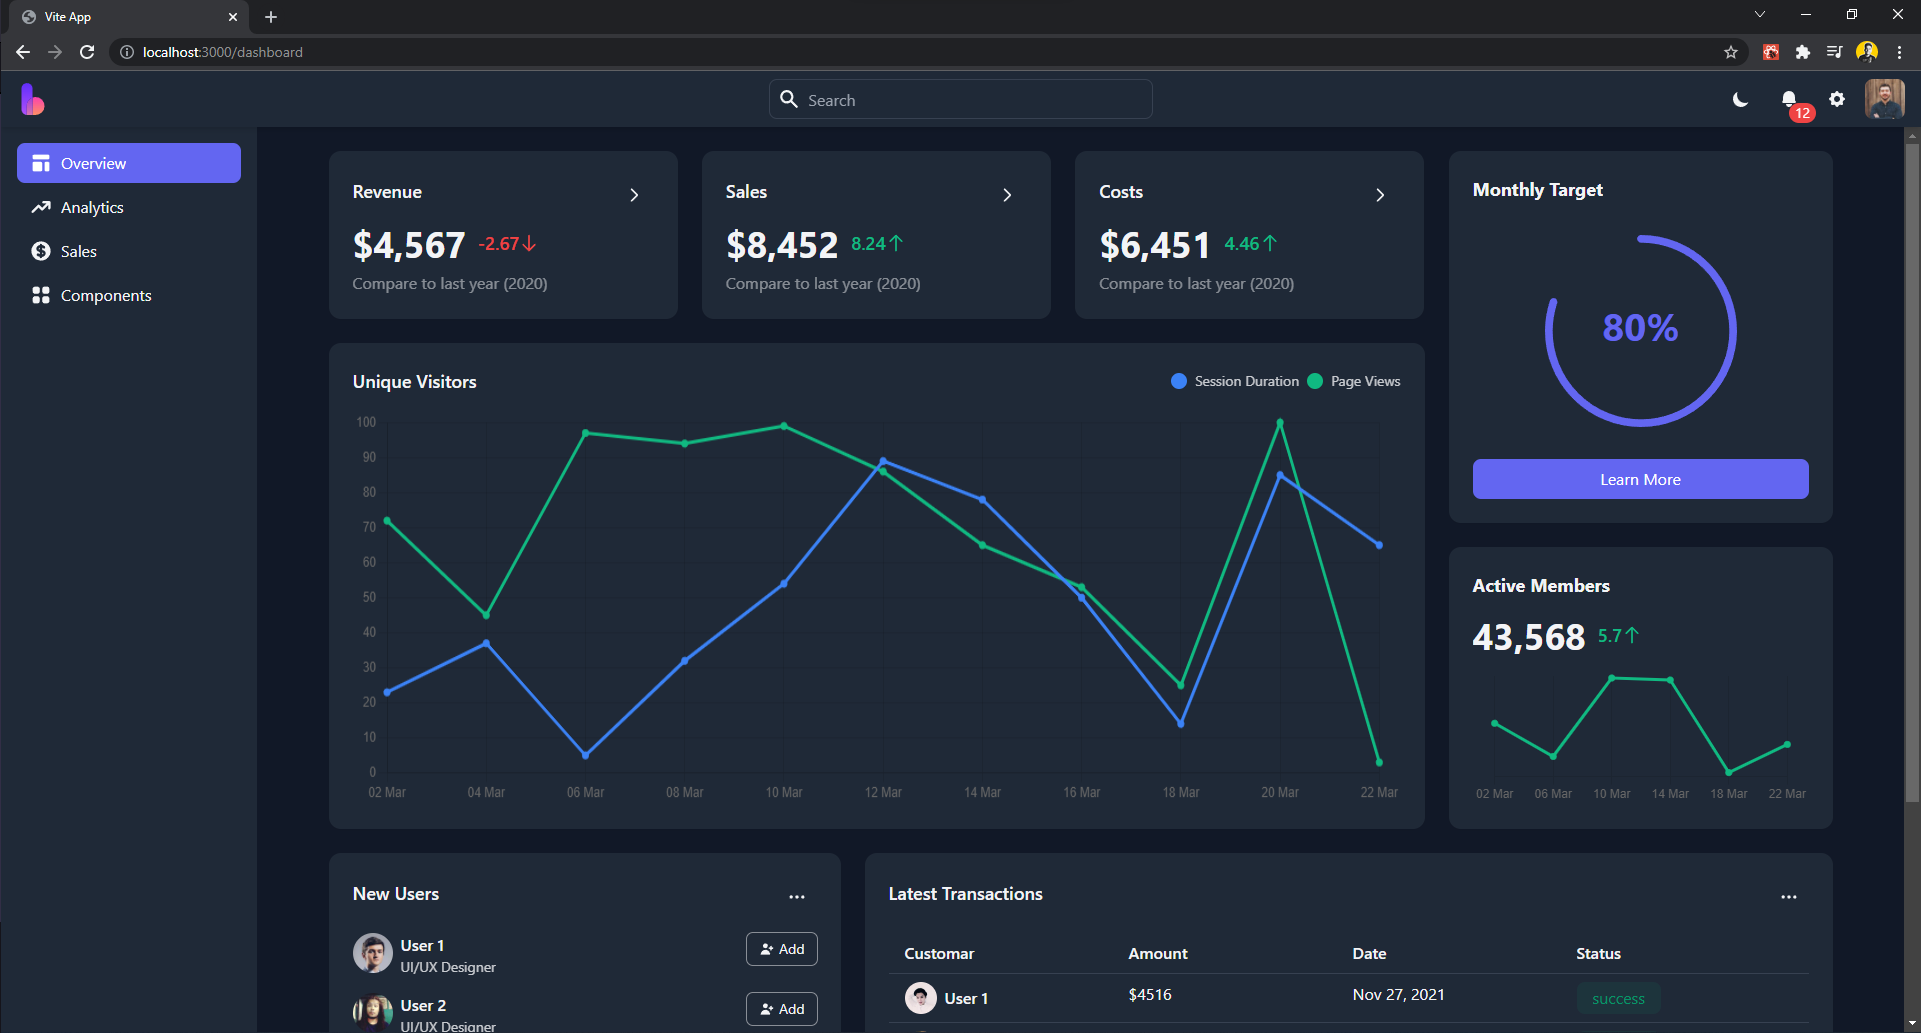 Vite App
localhost:3000/dashboard
Search
12
Overview
Analytics
Sales
Components
Revenue
$4,567 -2.67
Compare to last year (2020)
Sales
$8,452 8.24
Compare to last year (2020)
Costs
$6,451 4.46
Compare to last year (2020)
Monthly Target
80%
Learn More
Unique Visitors
Session Duration Page Views
100
90
80
70
60
50
40
30
20
10
0
02 Mar 04 Mar 06 Mar 08 Mar 10 Mar 12 Mar 14 Mar 16 Mar 18 Mar 20 Mar 22 Mar
Active Members
43,568 5.7
02 Mar 06 Mar 10 Mar 14 Mar 18 Mar 22 Mar
New Users
User 1
UI/UX Designer
Add
User 2
UI/UX Designer
Add
Latest Transactions
Customar Amount Date Status
User 1 $4516 Nov 27, 2021 success